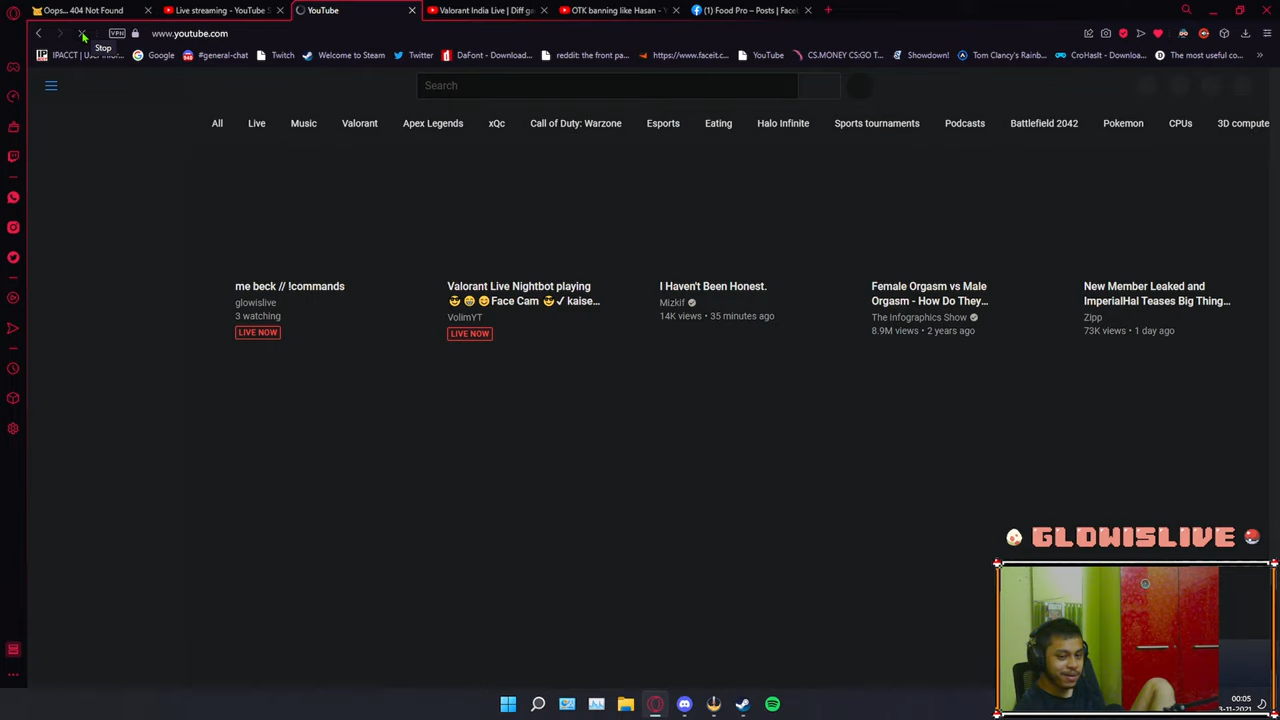 Oops... 404 Not Found
Live streaming - YouTube S
YouTube
Valorant India Live | Diff ga
OTK banning like Hasan - Y
(1) Food Pro – Posts | Face
VPN
www.youtube.com
Stop
IPACCT | 
Google
#general-chat
Twitch
Welcome to Steam
Twitter
DaFont - Download...
reddit: the front pa...
https://www.faceit.c...
YouTube
CS.MONEY CS:GO T...
Showdown!
Tom Clancy's Rainb...
CroHasIt - Downloa...
The most useful co...
Search
All
Live
Music
Valorant
Apex Legends
xQc
Call of Duty: Warzone
Esports
Eating
Halo Infinite
Sports tournaments
Podcasts
Battlefield 2042
Pokemon
CPUs
3D compute
me beck // !commands
glowislive
3 watching
LIVE NOW
Valorant Live Nightbot playing
😎😁😊Face Cam 😎✓ kaise...
VolimYT
LIVE NOW
I Haven't Been Honest.
Mizkif
14K views • 35 minutes ago
Female Orgasm vs Male
Orgasm - How Do They...
The Infographics Show
8.9M views • 2 years ago
New Member Leaked and
ImperialHal Teases Big Thing...
Zipp
73K views • 1 day ago
GLOWISLIVE
00:05
3-11-2021